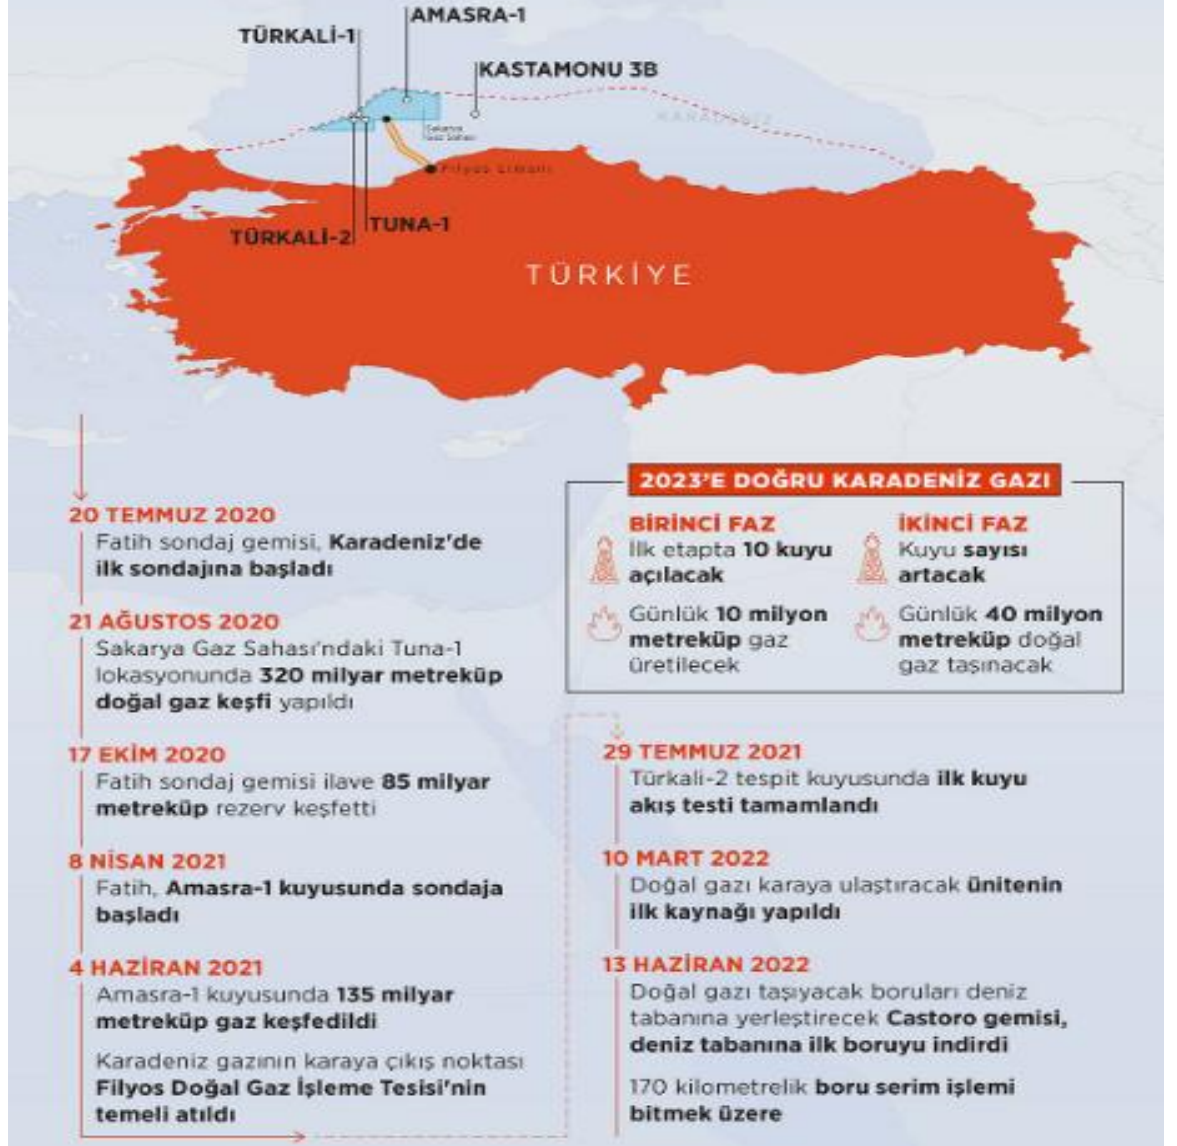 AMASRA-1
TÜRKALİ-1
KASTAMONU 3B
KARADENİZ
Sakarya
Gaz Sahası
Filyos Limanı
TUNA-1
TÜRKALİ-2
TÜRKİYE
20 TEMMUZ 2020
Fatih sondaj gemisi, Karadeniz'de
ilk sondajına başladı
21 AĞUSTOS 2020
Sakarya Gaz Sahası'ndaki Tuna-1
lokasyonunda 320 milyar metreküp
doğal gaz keşfi yapıldı
17 EKİM 2020
Fatih sondaj gemisi ilave 85 milyar
metreküp rezerv keşfetti
8 NİSAN 2021
Fatih, Amasra-1 kuyusunda sondaja
başladı
4 HAZİRAN 2021
Amasra-1 kuyusunda 135 milyar
metreküp gaz keşfedildi
Karadeniz gazının karaya çıkış noktası
Filyos Doğal Gaz İşleme Tesisi'nin
temeli atıldı
2023'E DOĞRU KARADENİZ GAZI
BİRİNCİ FAZ
İlk etapta 10 kuyu
açılacak
Günlük 10 milyon
metreküp gaz
üretilecek
İKİNCİ FAZ
Kuyu sayısı
artacak
Günlük 40 milyon
metreküp doğal
gaz taşınacak
29 TEMMUZ 2021
Türkali-2 tespit kuyusunda ilk kuyu
akış testi tamamlandı
10 MART 2022
Doğal gazı karaya ulaştıracak ünitenin
ilk kaynağı yapıldı
13 HAZİRAN 2022
Doğal gazı taşıyacak boruları deniz
tabanına yerleştirecek Castoro gemisi,
deniz tabanına ilk boruyu indirdi
170 kilometrelik boru serim işlemi
bitmek üzere